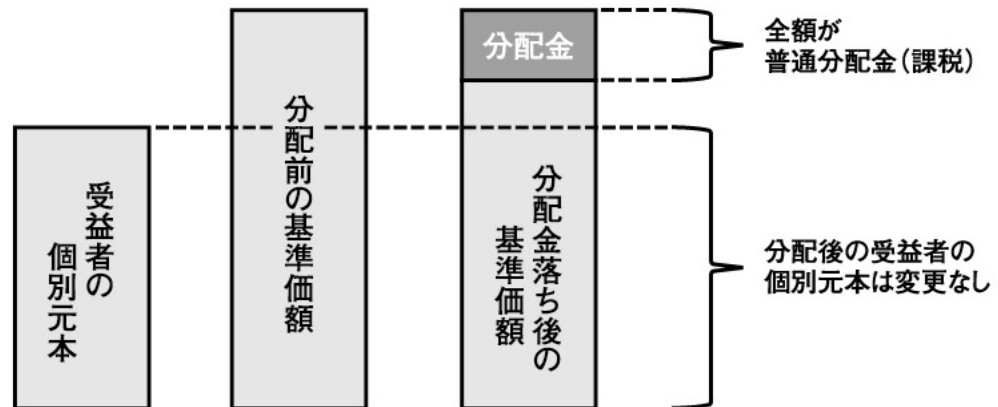 受益者の
個別元本
分配前の基準価額
分配金
分配金落ち後の
基準価額
全額が
普通分配金（課税）
分配後の受益者の
個別元本は変更なし